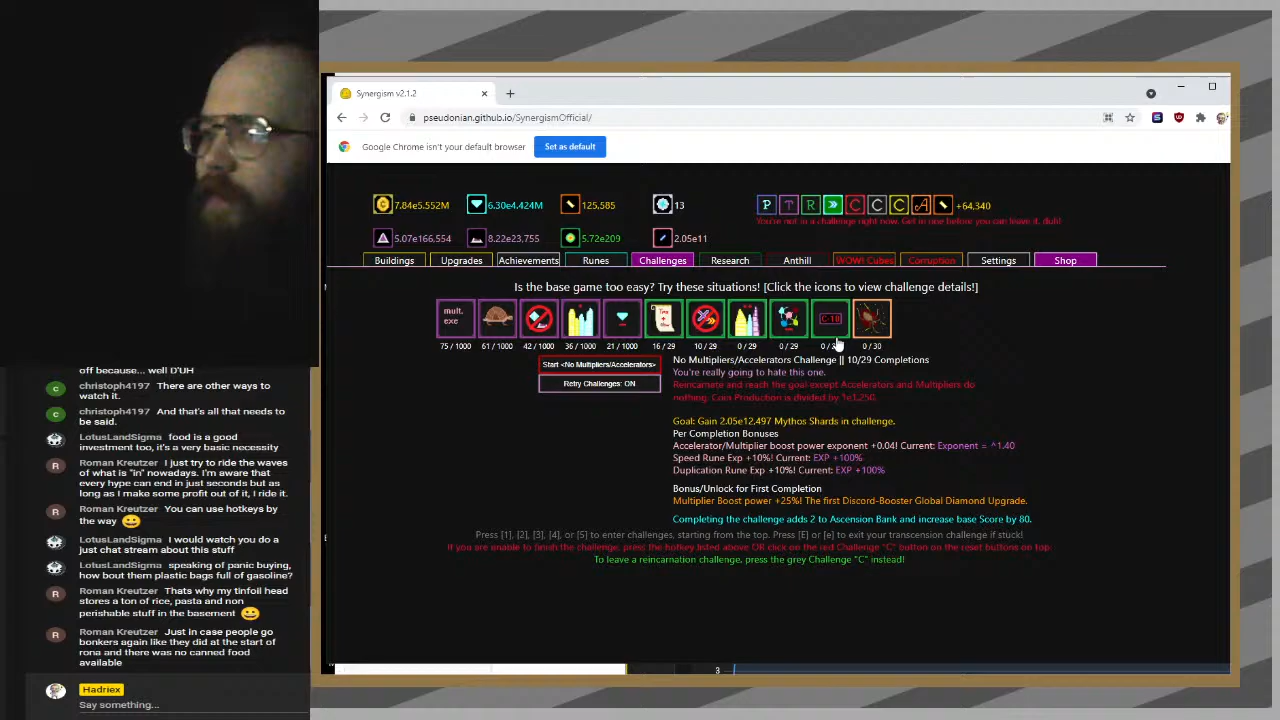 Synergism v2.1.2
pseudonian.github.io/SynergismOfficial/
Google Chrome isn't your default browser
Set as default
7.84e5.552M
6.30e4.424M
125,585
13
P T R C C C A +64,340
You're not in a challenge right now. Get in one before you can leave it, duh!
5.07e166,554
8.22e23,755
5.72e209
2.05e11
Buildings
Upgrades
Achievements
Runes
Challenges
Research
Anthill
WOW! Cubes
Corruption
Settings
Shop
Is the base game too easy? Try these situations! [Click the icons to view challenge details!]
mult.
exc
C-10
75 / 1000
61 / 1000
42 / 1000
36 / 1000
21 / 1000
16 / 29
10 / 29
0 / 29
0 / 29
0 / 30
Start <No Multipliers/Accelerators>
Retry Challenges: ON
No Multipliers/Accelerators Challenge || 10/29 Completions
You're really going to hate this one.
Reincarnate and reach the goal except Accelerators and Multipliers do
nothing. Coin Production is divided by 1e1,250.
Goal: Gain 2.05e12,497 Mythos Shards in challenge.
Per Completion Bonuses
Accelerator/Multiplier boost power exponent +0.04! Current: Exponent = ^1.40
Speed Rune Exp +10%! Current: EXP +100%
Duplication Rune Exp +10%! Current: EXP +100%
Bonus/Unlock for First Completion
Multiplier Boost power +25%! The first Discord-Booster Global Diamond Upgrade.
Completing the challenge adds 2 to Ascension Bank and increase base Score by 80.
Press [1], [2], [3], [4], or [5] to enter challenges, starting from the top. Press [E] or [e] to exit your transcension challenge if stuck!
If you are unable to finish the challenge, press the hotkey listed above OR click on the red Challenge "C" button on the reset buttons on top.
To leave a reincarnation challenge, press the grey Challenge "C" instead!
3
off because... well D'UH
christoph4197 There are other ways to
watch it.
christoph4197 And that's all that needs to
be said.
LotusLandSigma food is a good
investment too, it's a very basic necessity
Roman Kreutzer I just try to ride the waves
of what is "in" nowadays. I'm aware that
every hype can end in just seconds but as
long as I make some profit out of it, I ride it.
Roman Kreutzer You can use hotkeys by
the way
LotusLandSigma I would watch you do a
just chat stream about this stuff
LotusLandSigma speaking of panic buying,
how bout them plastic bags full of gasoline?
Roman Kreutzer Thats why my tinfoil head
stores a ton of rice, pasta and non
perishable stuff in the basement
Roman Kreutzer Just in case people go
bonkers again like they did at the start of
rona and there was no canned food
available
Hadriex
Say something...